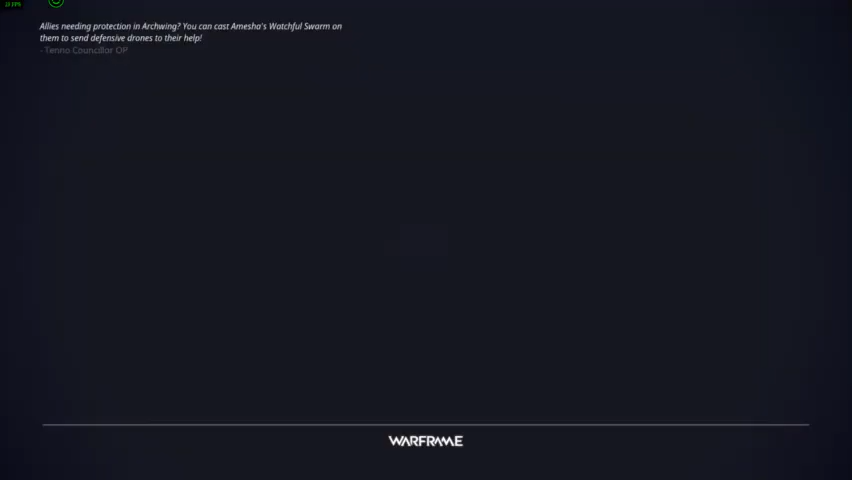 Allies needing protection in Archwing? You can cast Amesha's Watchful Swarm on
them to send defensive drones to their help!
- Tenno Councillor OP
WARFRAME